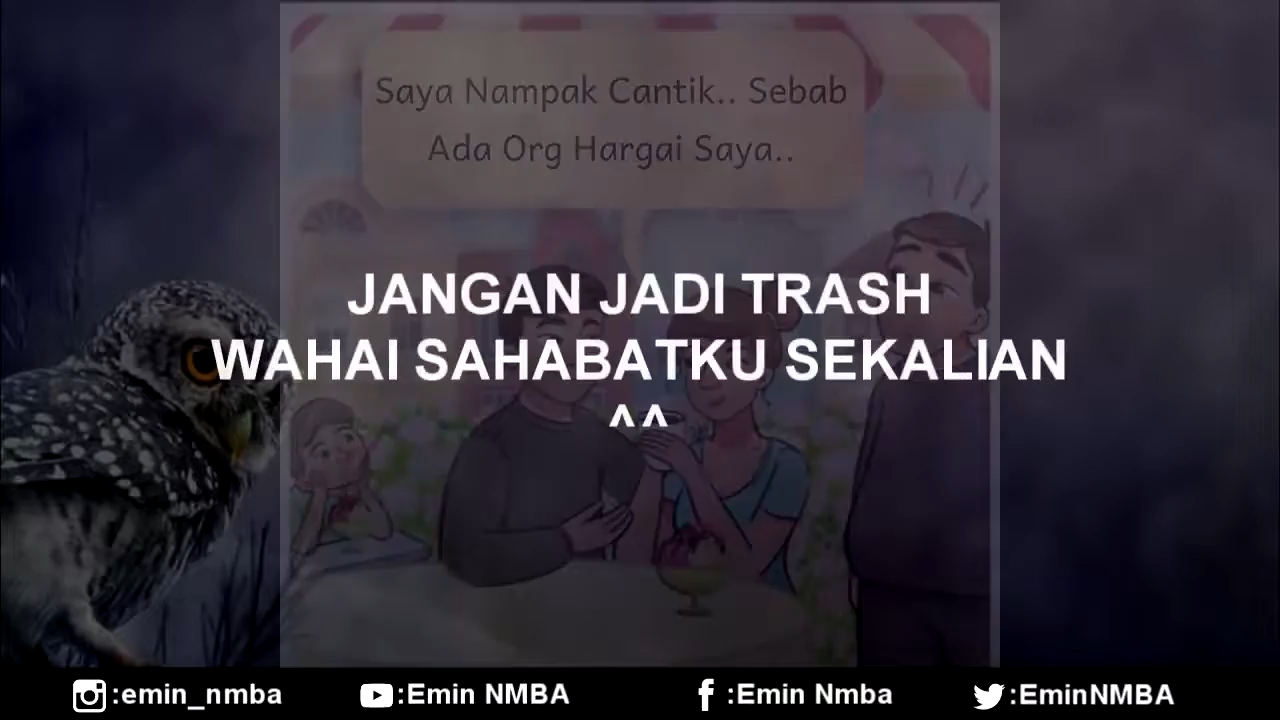 Saya Nampak Cantik.. Sebab
Ada Org Hargai Saya..
JANGAN JADI TRASH
WAHAI SAHABATKU SEKALIAN
^^
:emin_nmba :Emin NMBA :Emin Nmba :EminNMBA